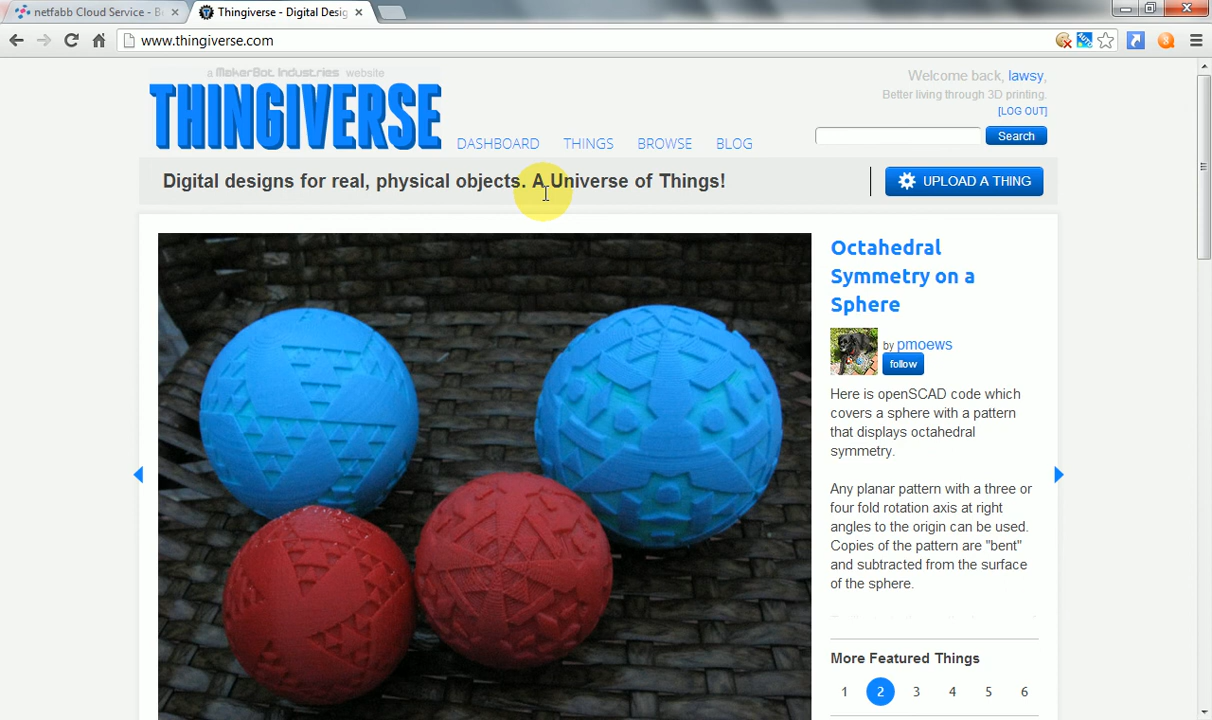 netfabb Cloud Service - B
Thingiverse - Digital Desig
www.thingiverse.com
a MakerBot Industries website
THINGIVERSE
Welcome back, lawsy,
Better living through 3D printing.
[LOG OUT]
DASHBOARD THINGS BROWSE BLOG
Search
Digital designs for real, physical objects. A Universe of Things!
UPLOAD A THING
Octahedral
Symmetry on a
Sphere
by pmoews
follow
Here is openSCAD code which
covers a sphere with a pattern
that displays octahedral
symmetry.
Any planar pattern with a three or
four fold rotation axis at right
angles to the origin can be used.
Copies of the pattern are "bent"
and subtracted from the surface
of the sphere.
More Featured Things
1 2 3 4 5 6